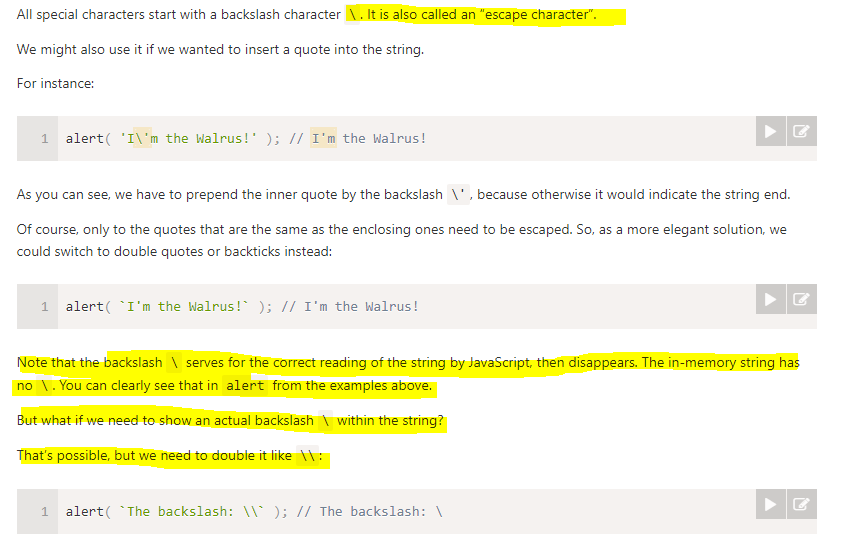 All special characters start with a backslash character \. It is also called an “escape character”.
We might also use it if we wanted to insert a quote into the string.
For instance:
1 alert( 'I\'m the Walrus!' ); // I'm the Walrus!
As you can see, we have to prepend the inner quote by the backslash \', because otherwise it would indicate the string end.
Of course, only to the quotes that are the same as the enclosing ones need to be escaped. So, as a more elegant solution, we
could switch to double quotes or backticks instead:
1 alert( `I'm the Walrus!` ); // I'm the Walrus!
Note that the backslash \ serves for the correct reading of the string by JavaScript, then disappears. The in-memory string has
no \. You can clearly see that in alert from the examples above.
But what if we need to show an actual backslash \ within the string?
That’s possible, but we need to double it like \\:
1 alert( `The backslash: \\` ); // The backslash: \